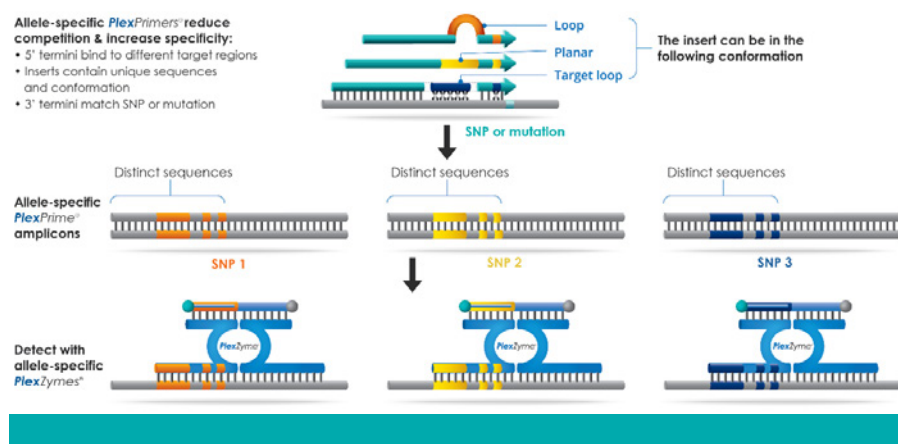 Allele-specific PlexPrimers® reduce
competition & increase specificity:
• 5' termini bind to different target regions
• Inserts contain unique sequences
and conformation
• 3' termini match SNP or mutation
Loop
Planar
Target loop
The insert can be in the
following conformation
SNP or mutation
Distinct sequences
Distinct sequences
Distinct sequences
Allele-specific
PlexPrime®
amplicons
SNP 1
SNP 2
SNP 3
PlexZyme®
PlexZyme®
PlexZyme®
Detect with
allele-specific
PlexZymes®